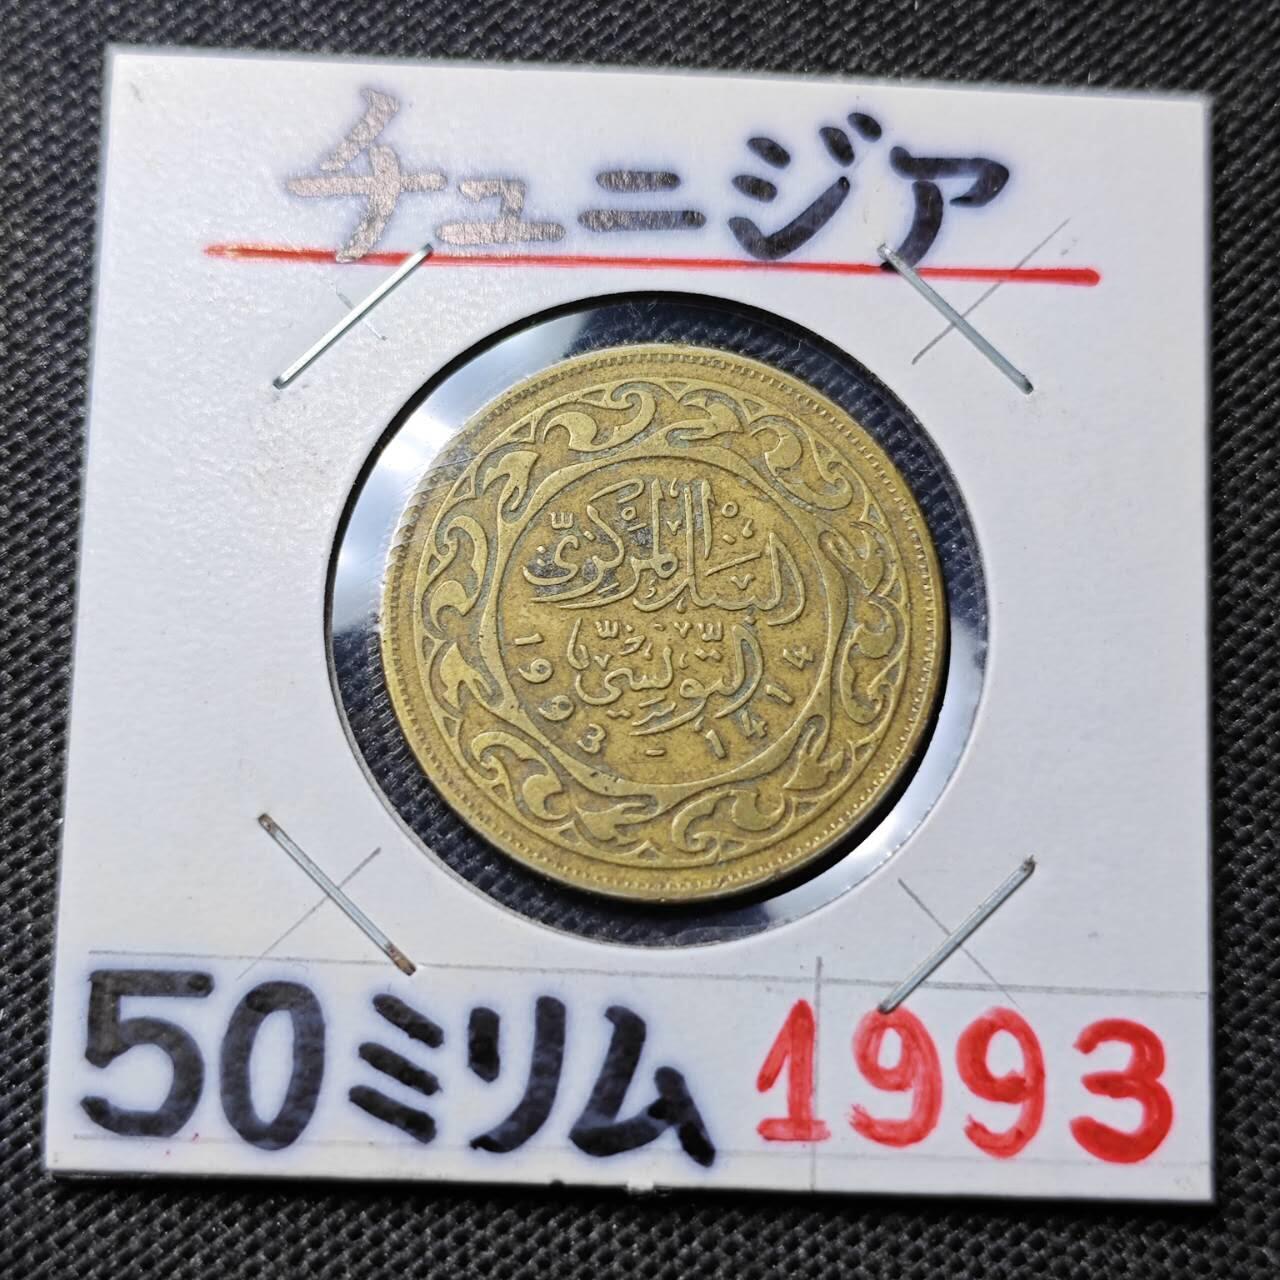 チュニジア
البنك المركزي
التونسي
1993 - 1414
50ミリム 1993